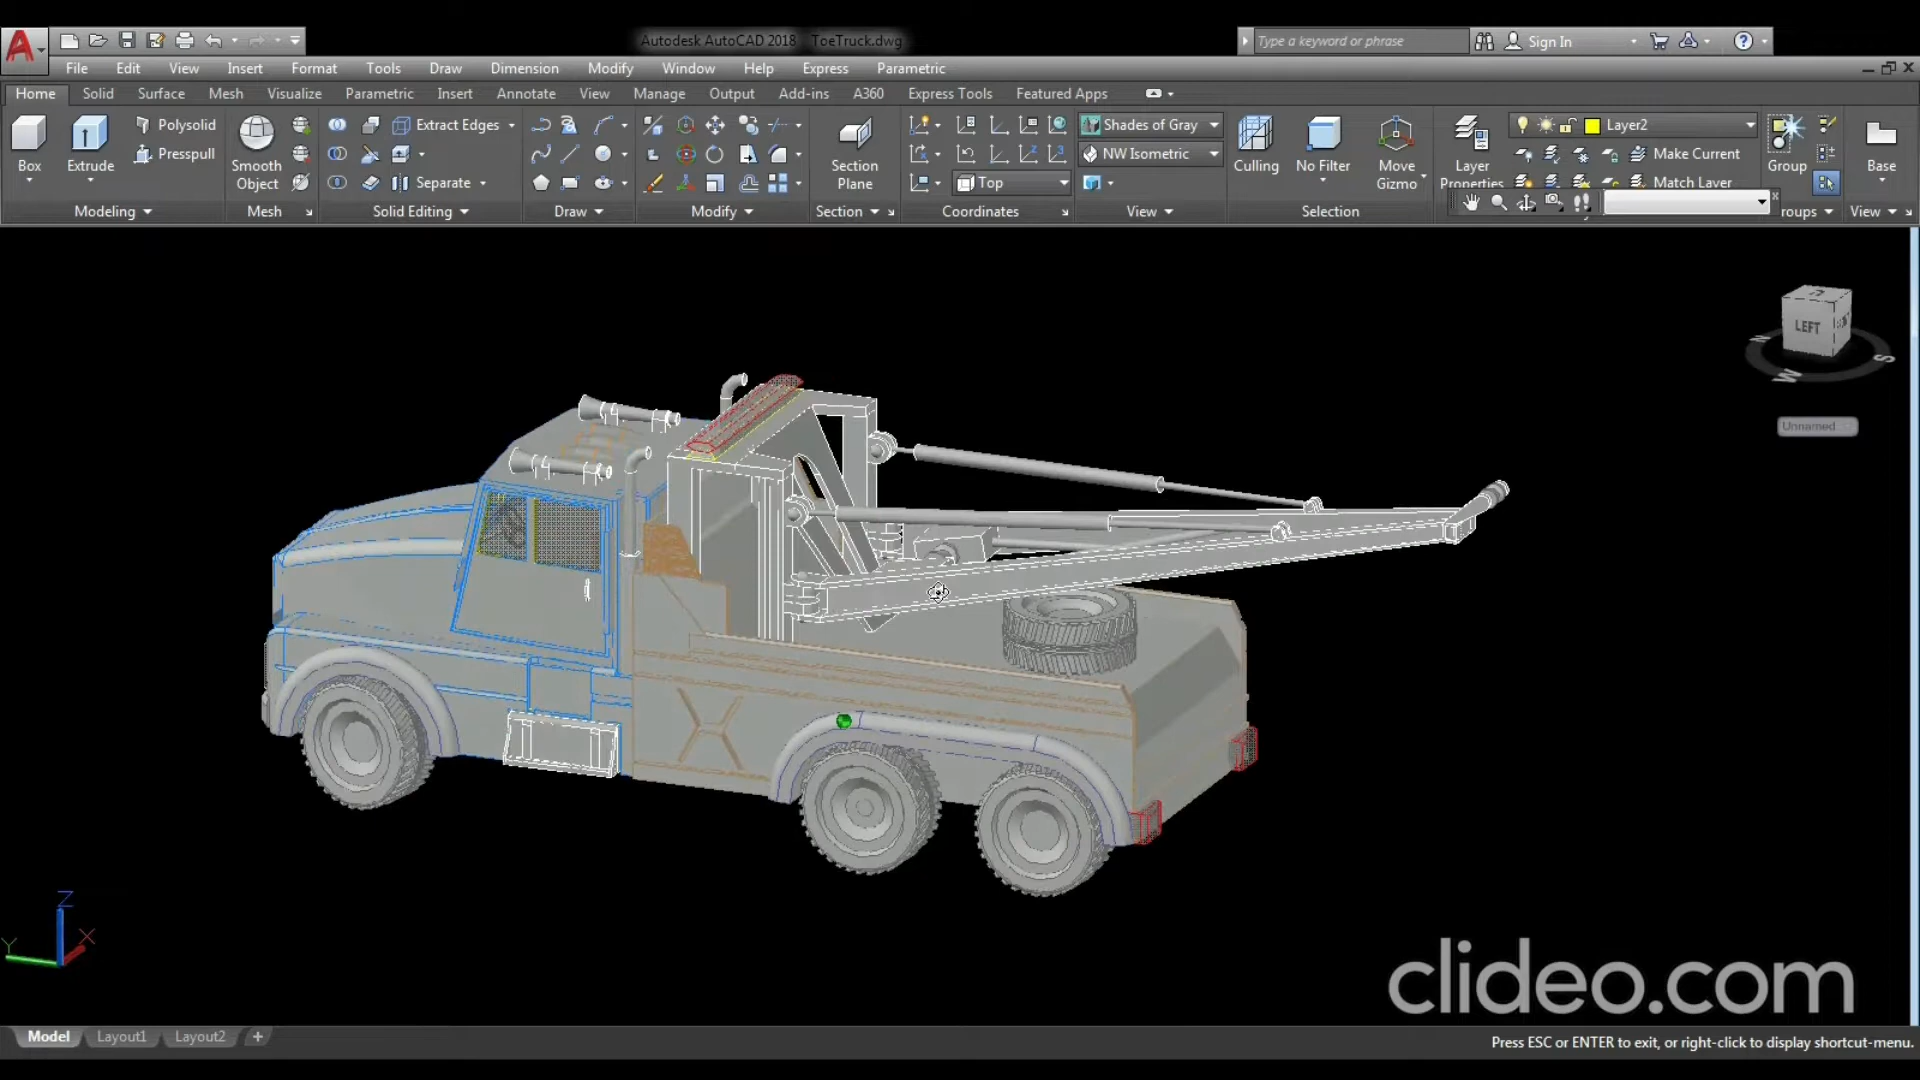 Autodesk AutoCAD 2018 ToeTruck.dwg
Type a keyword or phrase
Sign In
File Edit View Insert Format Tools Draw Dimension Modify Window Help Express Parametric
Home Solid Surface Mesh Visualize Parametric Insert Annotate View Manage Output Add-ins A360 Express Tools Featured Apps
Polysolid Extract Edges Shades of Gray Layer2
Presspull NW Isometric Make Current
Box Extrude Smooth Object Separate Section Plane Top Culling No Filter Move Gizmo Layer Properties Match Layer Group Base
Modeling Mesh Solid Editing Draw Modify Section Coordinates View Selection roups View
LEFT
N
S
W
Unnamed
Z
Y
X
clideo.com
Model Layout1 Layout2 +
Press ESC or ENTER to exit, or right-click to display shortcut-menu.